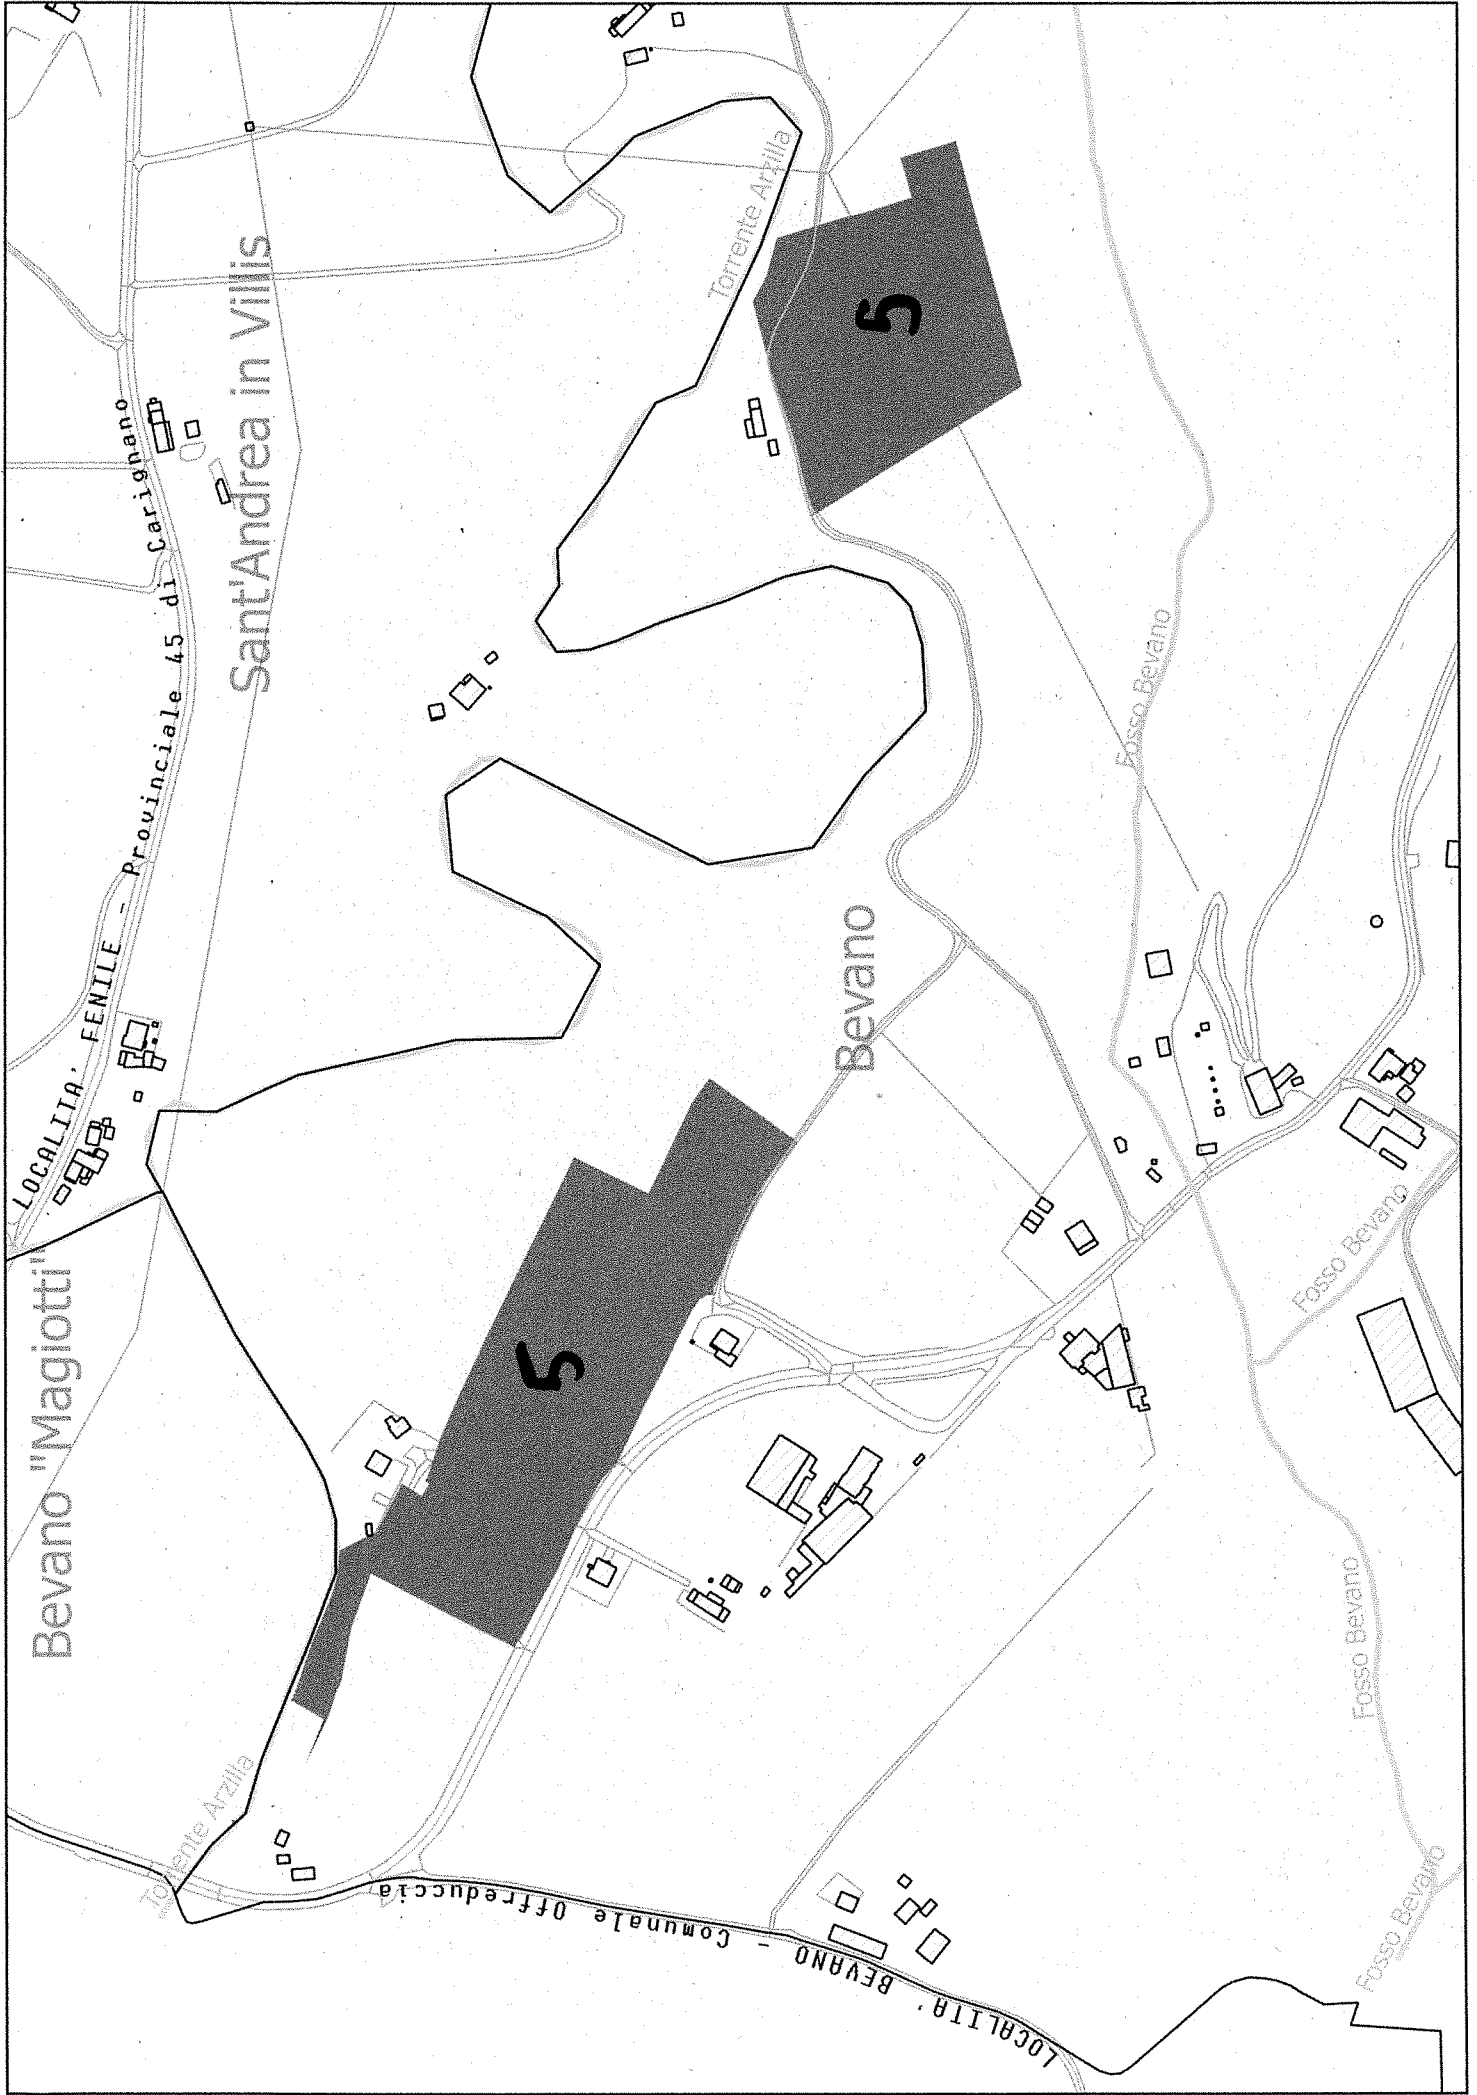 LOCALITA' FENILE - Provinciale 45 di Carignano
Sant'Andrea in Villis
Bevano "Magiotti"
Torrente Arzilla
5
Fosso Bevano
Bevano
5
Fosso Bevano
Torrente Arzilla
Fosso Bevano
Fosso Bevano
LOCALITA' BEVANO - Comunale Offreduccia